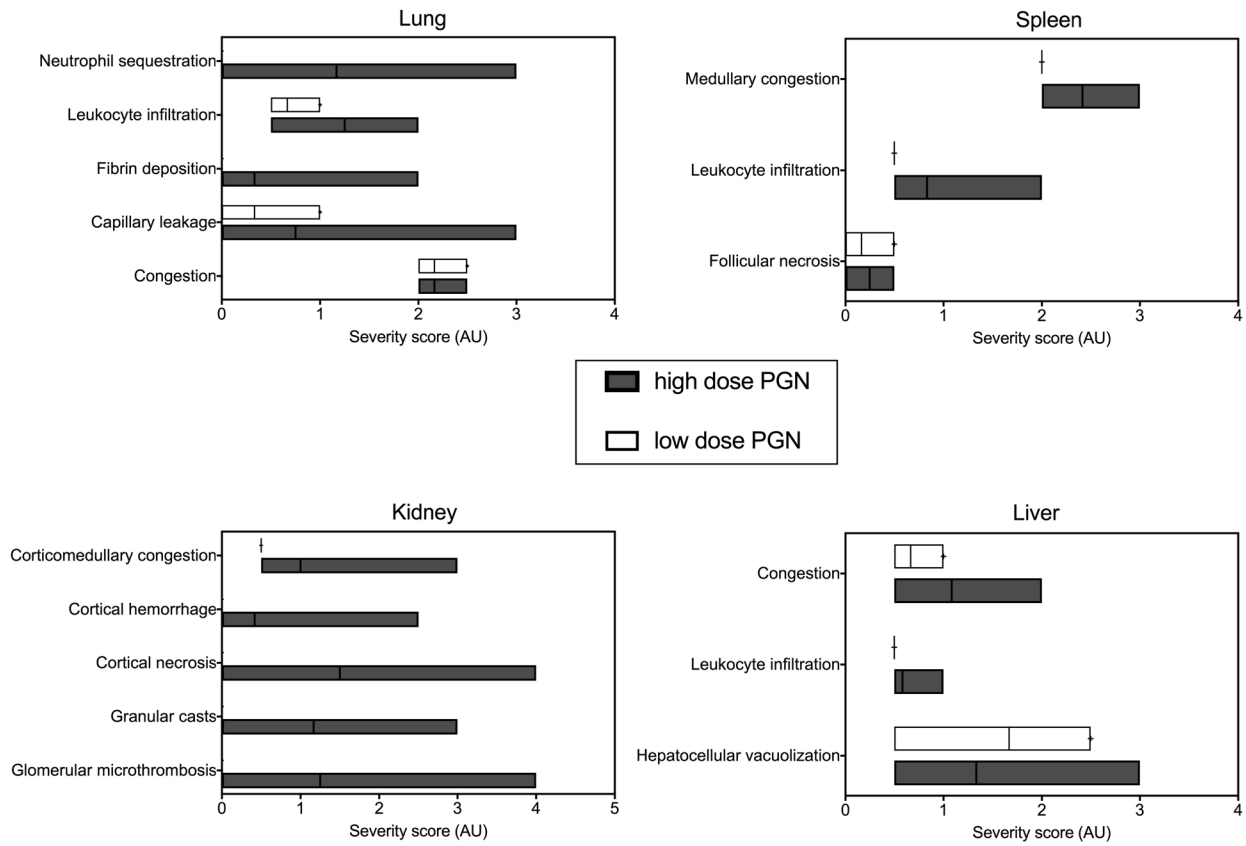 Lung
Neutrophil sequestration
Leukocyte infiltration
Fibrin deposition
Capillary leakage
Congestion
0 1 2 3 4
Severity score (AU)
Spleen
Medullary congestion
Leukocyte infiltration
Follicular necrosis
0 1 2 3 4
Severity score (AU)
high dose PGN
low dose PGN
Kidney
Corticomedullary congestion
Cortical hemorrhage
Cortical necrosis
Granular casts
Glomerular microthrombosis
0 1 2 3 4 5
Severity score (AU)
Liver
Congestion
Leukocyte infiltration
Hepatocellular vacuolization
0 1 2 3 4
Severity score (AU)